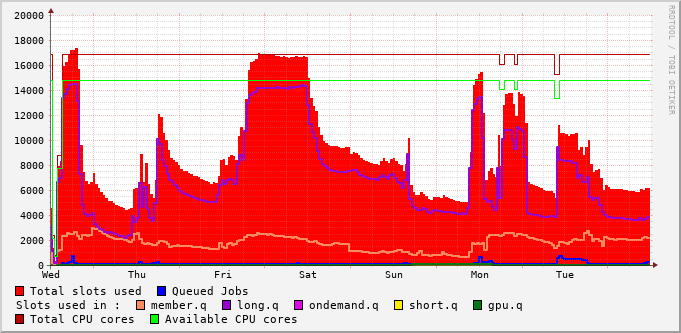 20000
18000
16000
14000
12000
10000
8000
6000
4000
2000
0
Wed Thu Fri Sat Sun Mon Tue
RRDTOOL / TOBI OETIKER
Total slots used Queued Jobs
Slots used in : member.q long.q ondemand.q short.q gpu.q
Total CPU cores Available CPU cores